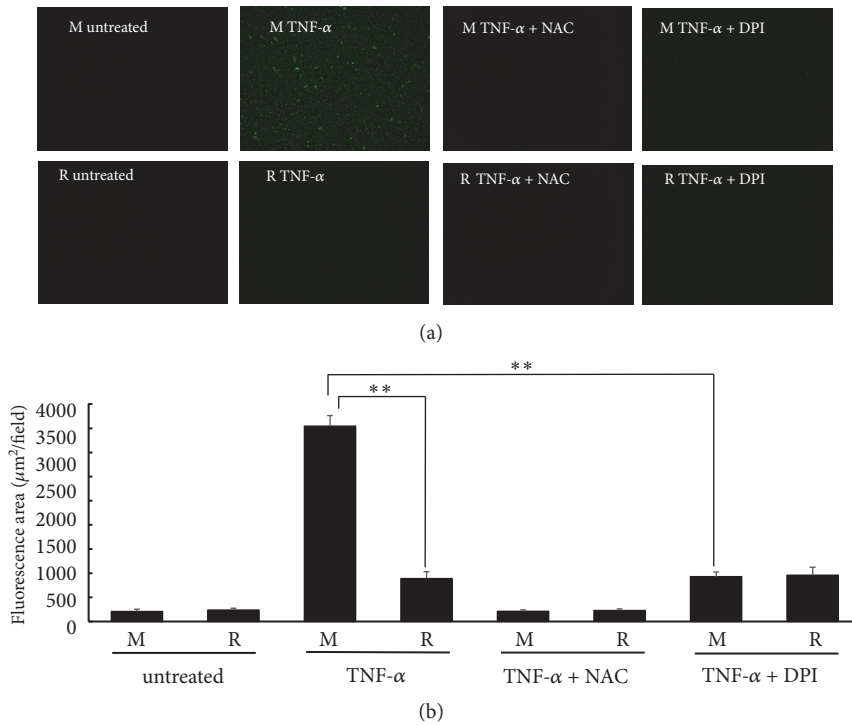 M untreated
M TNF-α
M TNF-α + NAC
M TNF-α + DPI
R untreated
R TNF-α
R TNF-α + NAC
R TNF-α + DPI
(a)
**
**
Fluorescence area (μm²/field)
4000
3500
3000
2500
2000
1500
1000
500
0
M R M R M R M R
untreated TNF-α TNF-α + NAC TNF-α + DPI
(b)